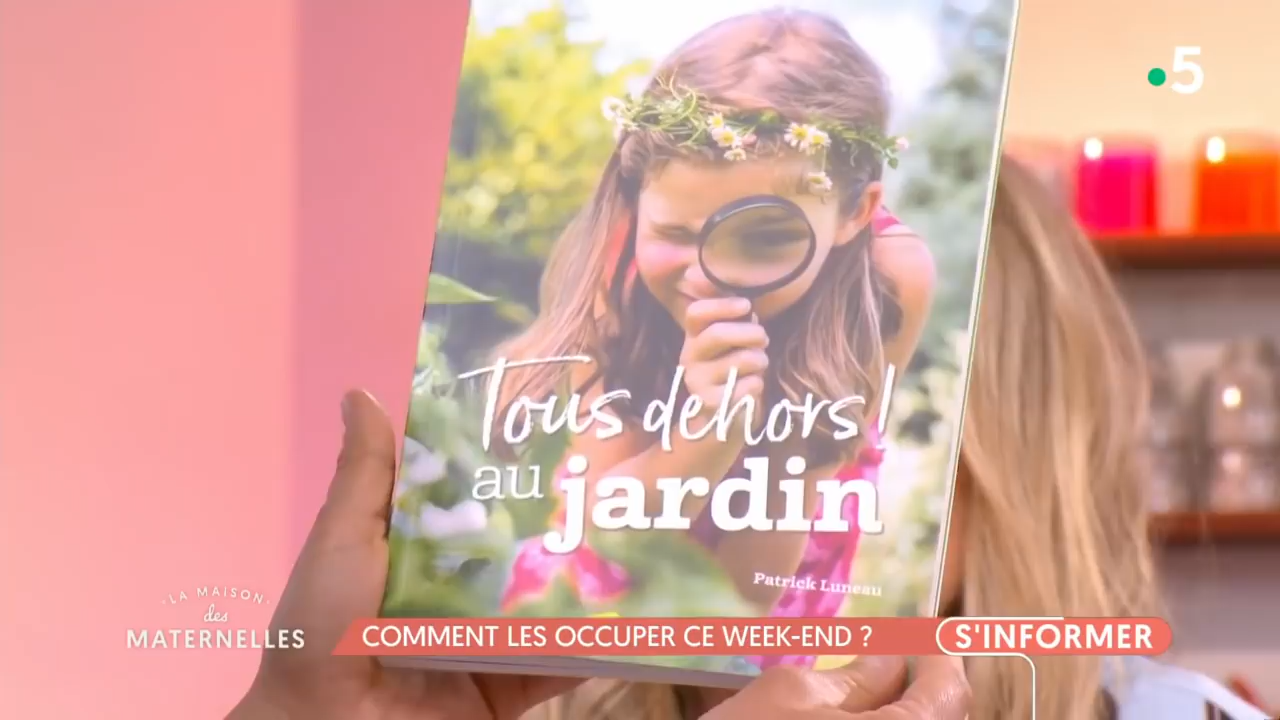 5
Tous dehors !
au jardin
Patrick Luneau
·LA MAISON·
des
MATERNELLES
COMMENT LES OCCUPER CE WEEK-END ?
S'INFORMER